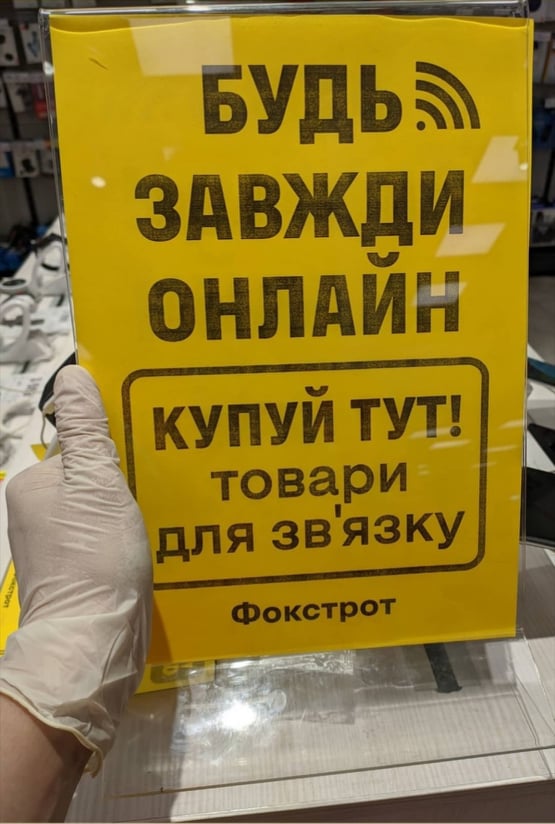 БУДЬ
ЗАВЖДИ
ОНЛАЙН
КУПУЙ ТУТ!
товари
для зв'язку
Фокстрот